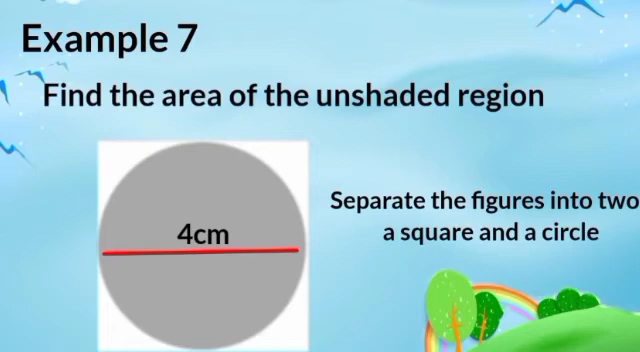 Example 7
Find the area of the unshaded region
4cm
Separate the figures into two
a square and a circle